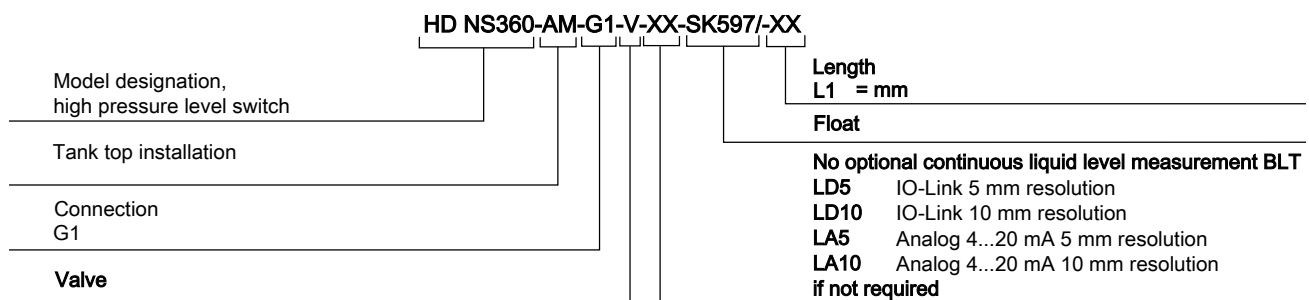 HD NS360-AM-G1-V-XX-SK597/-XX
Model designation,
high pressure level switch
Tank top installation
Connection
G1
Valve
Length
L1 = mm
Float
No optional continuous liquid level measurement BLT
LD5 IO-Link 5 mm resolution
LD10 IO-Link 10 mm resolution
LA5 Analog 4...20 mA 5 mm resolution
LA10 Analog 4...20 mA 10 mm resolution
if not required